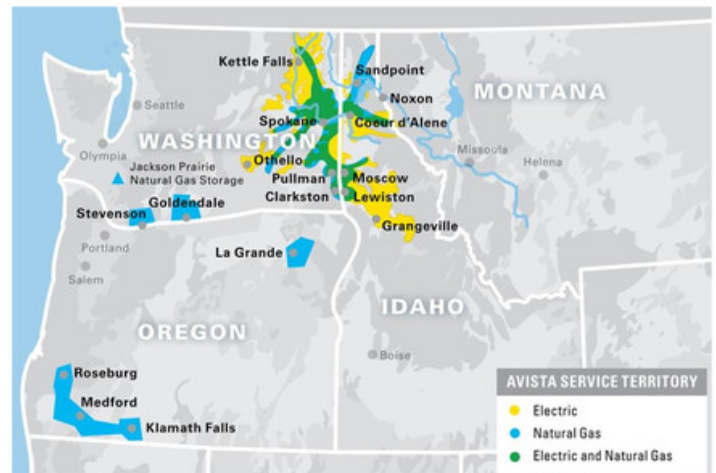 Kettle Falls
Sandpoint
Noxon
MONTANA
Seattle
Spokane
Coeur d'Alene
WASHINGTON
Olympia
Othello
Missoula
Helena
Jackson Prairie
Natural Gas Storage
Pullman
Moscow
Clarkston
Lewiston
Goldendale
Stevenson
Grangeville
Portland
La Grande
Salem
IDAHO
OREGON
Boise
Roseburg
Medford
Klamath Falls
AVISTA SERVICE TERRITORY
Electric
Natural Gas
Electric and Natural Gas